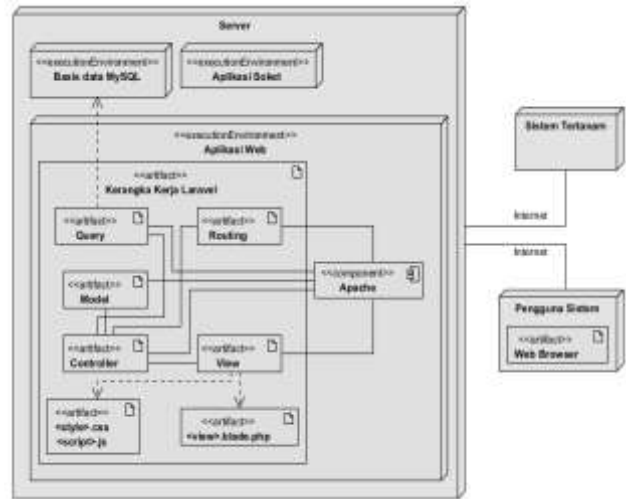 Server
<<executionEnvironment>>
Basis data MySQL
<<executionEnvironment>>
Aplikasi Soket
<<executionEnvironment>>
Aplikasi Web
<<artifact>>
Kerangka Kerja Laravel
<<artifact>>
Query
<<artifact>>
Routing
<<artifact>>
Model
<<component>>
Apache
<<artifact>>
Controller
<<artifact>>
View
<<artifact>>
<style>.css
<script>.js
<<artifact>>
<view>.blade.php
Sistem Tertanam
Internet
Internet
Pengguna Sistem
<<artifact>>
Web Browser